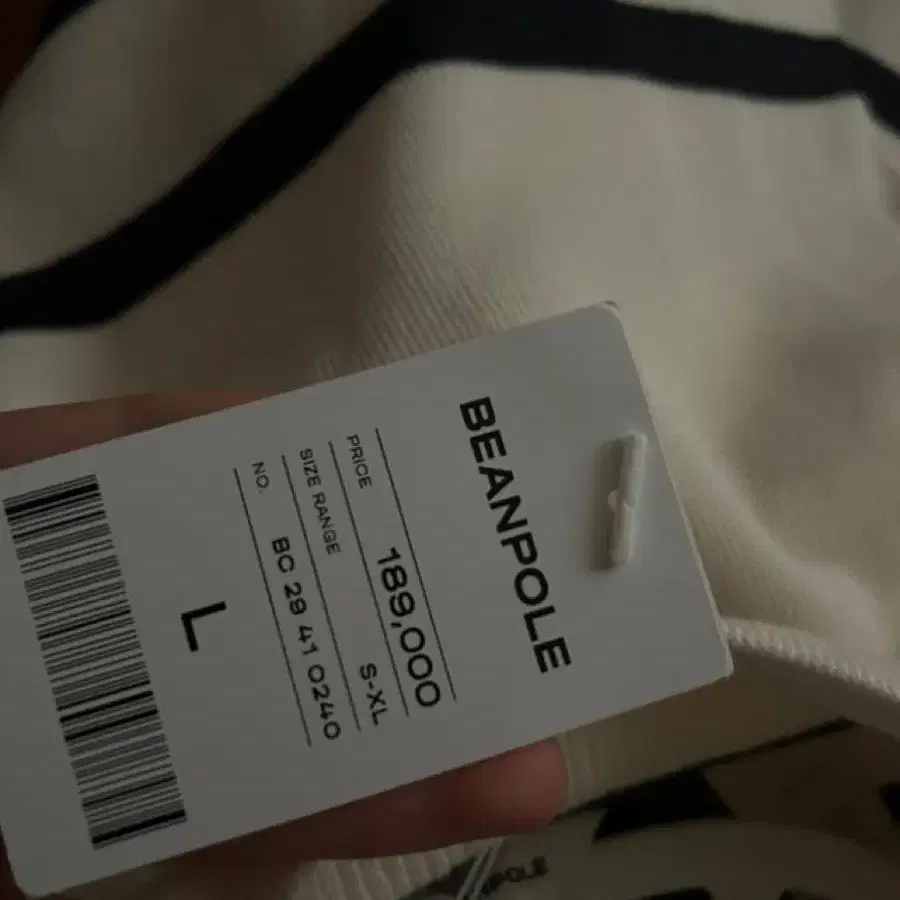 BEANPOLE
PRICE 189,000
SIZE RANGE S-XL
NO. BC 29 41 0240
L